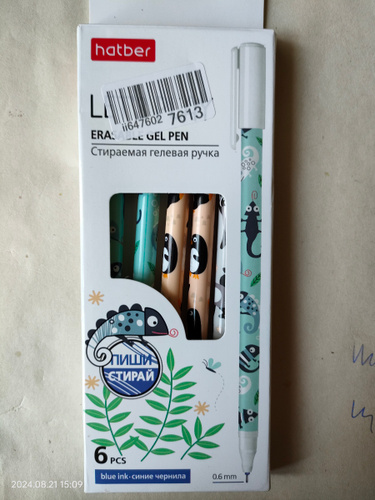 hatber
ii647602 7613
GEL PEN
Стираемая гелевая ручка
ПИШИ
СТИРАЙ
6 PCS
blue ink-синие чернила
0.6 mm
2024.08.21 15:09